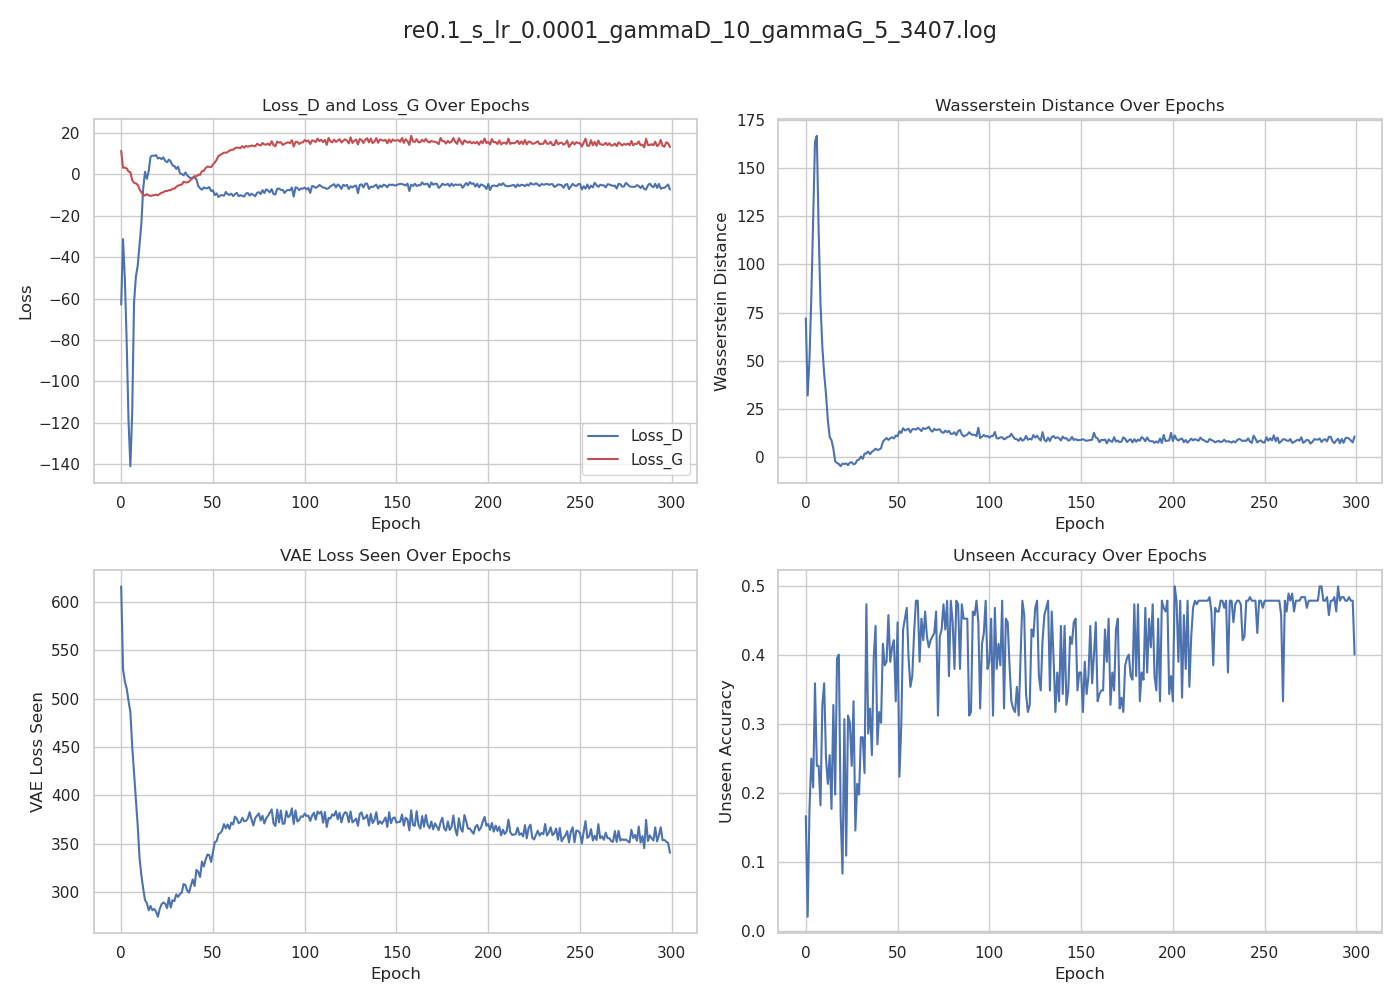 re0.1_s_lr_0.0001_gammaD_10_gammaG_5_3407.log
Loss_D and Loss_G Over Epochs
20
0
−20
−40
−60
−80
−100
−120
−140
Loss
Loss_D
Loss_G
0 50 100 150 200 250 300
Epoch
Wasserstein Distance Over Epochs
175
150
125
100
75
50
25
0
Wasserstein Distance
0 50 100 150 200 250 300
Epoch
VAE Loss Seen Over Epochs
600
550
500
450
400
350
300
VAE Loss Seen
0 50 100 150 200 250 300
Epoch
Unseen Accuracy Over Epochs
0.5
0.4
0.3
0.2
0.1
0.0
Unseen Accuracy
0 50 100 150 200 250 300
Epoch